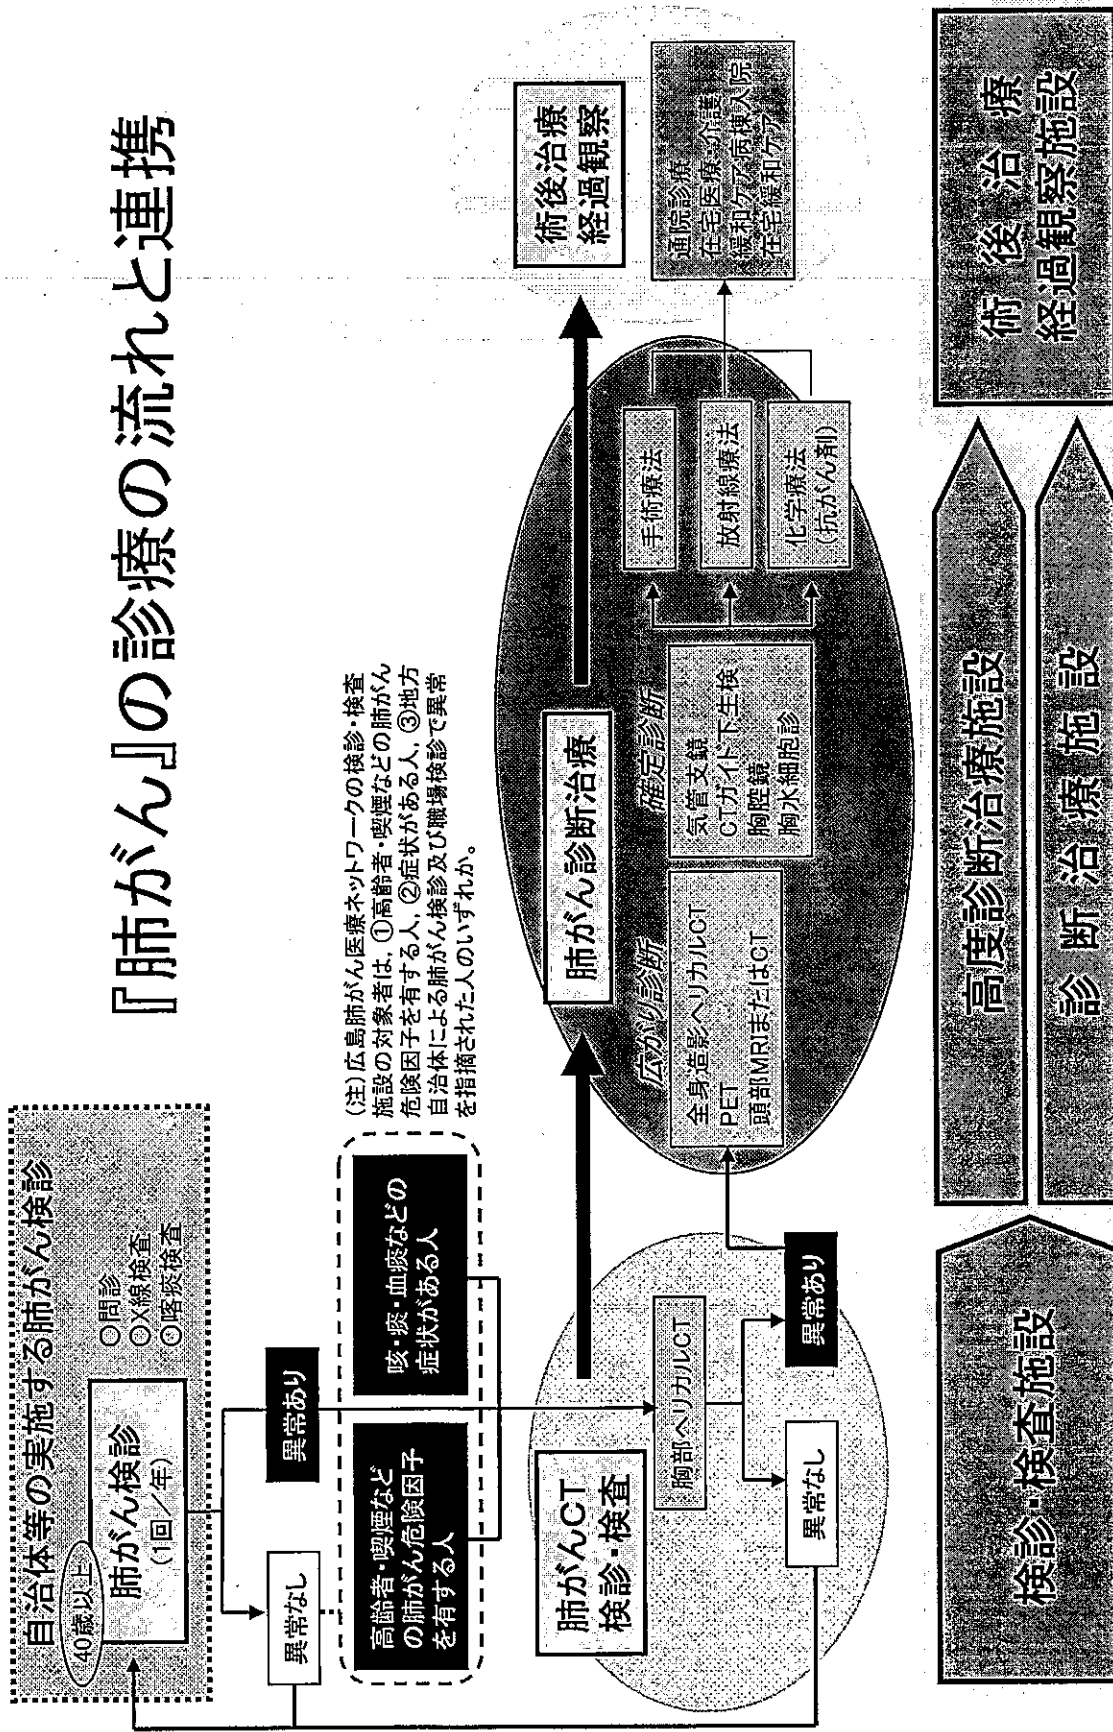 『肺がん』の診療の流れと連携
自治体等の実施する肺がん検診
40歳以上
肺がん検診
(1回/年)
○問診
○X線検査
○喀痰検査
異常なし
異常あり
高齢者・喫煙など
の肺がん危険因子
を有する人
咳・痰・血痰などの
症状がある人
(注)広島肺がん医療ネットワークの検診・検査
施設の対象者は，①高齢者・喫煙などの肺がん
危険因子を有する人，②症状がある人，③地方
自治体による肺がん検診及び職場検診で異常
を指摘された人のいずれか。
肺がんCT
検診・検査
胸部ヘリカルCT
異常なし
異常あり
肺がん診断治療
広がり診断
全身造影ヘリカルCT
PET
頭部MRIまたはCT
確定診断
気管支鏡
CTガイド下生検
胸腔鏡
胸水細胞診
手術療法
放射線療法
化学療法
(抗がん剤)
術後治療
経過観察
通院診療
在宅医療・介護
緩和ケア病棟入院
在宅緩和ケア
検診・検査施設
高度診断治療施設
診断治療施設
術後治療
経過観察施設